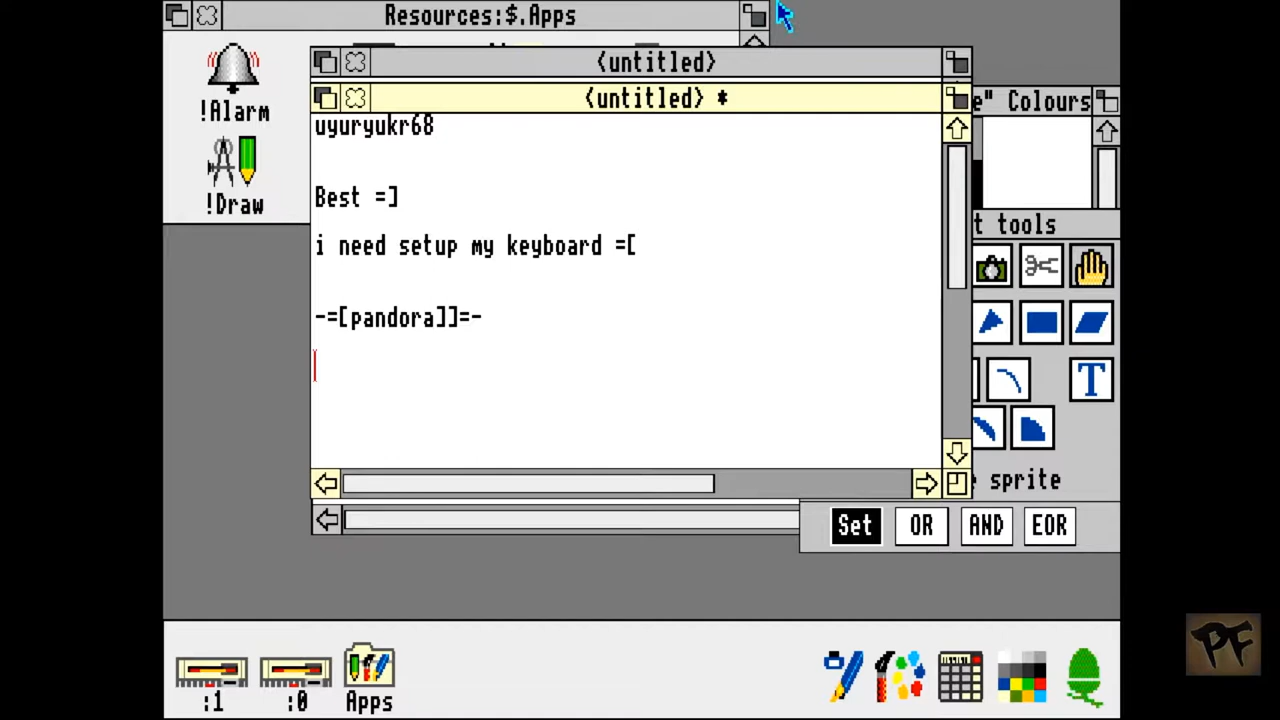 Resources:$.Apps
!Alarm
!Draw
<untitled>
<untitled> *
uyuryukr68
Best =]
i need setup my keyboard =[
-=[pandora]]=-
e" Colours
t tools
T
sprite
Set
OR
AND
EOR
:1
:0
Apps
PF